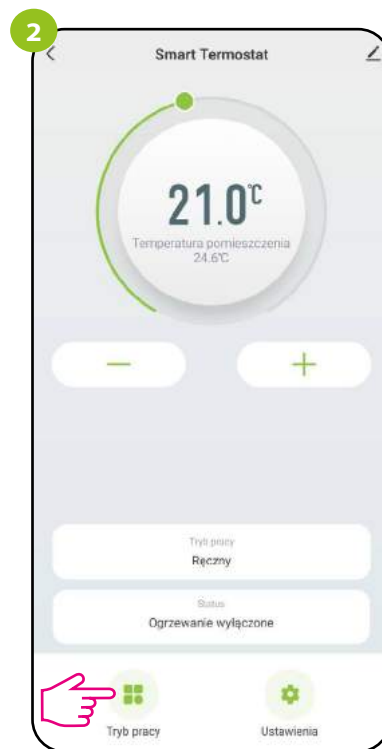 2
Smart Termostat
21.0°C
Temperatura pomieszczenia
24.6°C
Tryb pracy
Ręczny
Status
Ogrzewanie wyłączone
Tryb pracy
Ustawienia